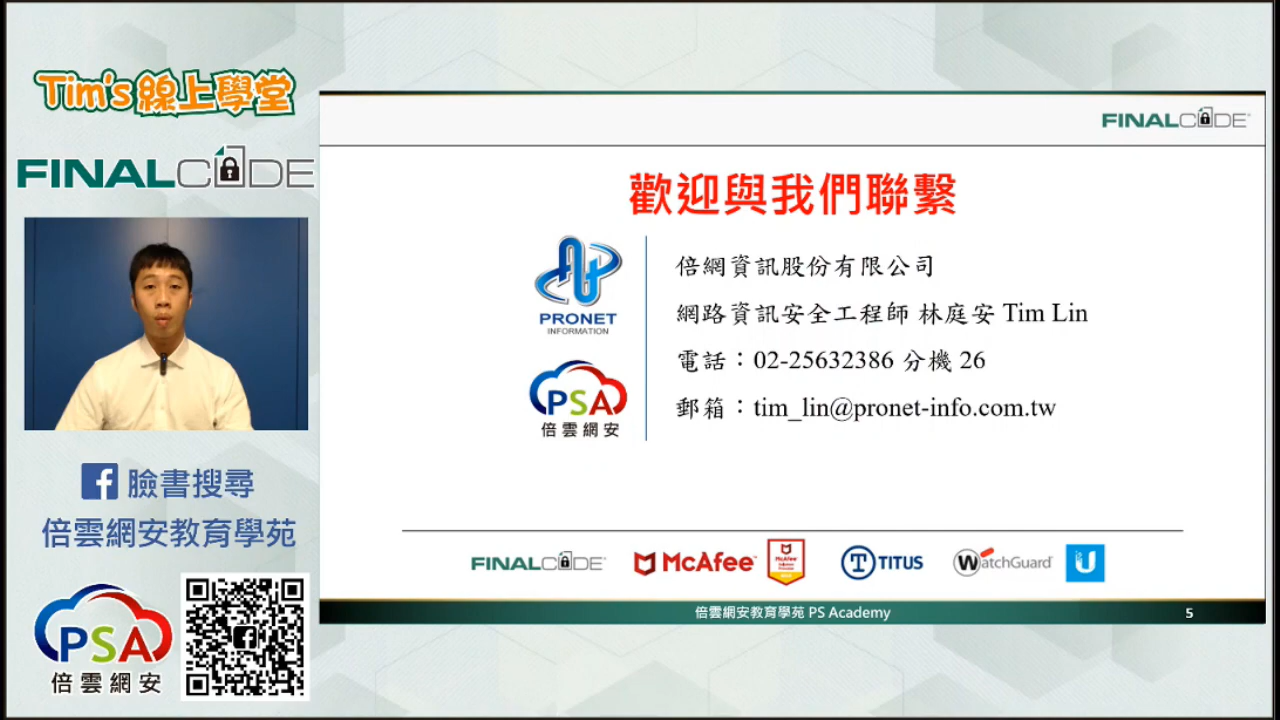 Tim's線上學堂
FINALCODE
臉書搜尋
倍雲網安教育學苑
PSA
倍雲網安
FINALCODE
歡迎與我們聯繫
PRONET
INFORMATION
PSA
倍雲網安
倍網資訊股份有限公司
網路資訊安全工程師 林庭安 Tim Lin
電話：02-25632386 分機 26
郵箱：tim_lin@pronet-info.com.tw
FINALCODE
McAfee
McAfee
TITUS
WatchGuard
U
倍雲網安教育學苑 PS Academy
5